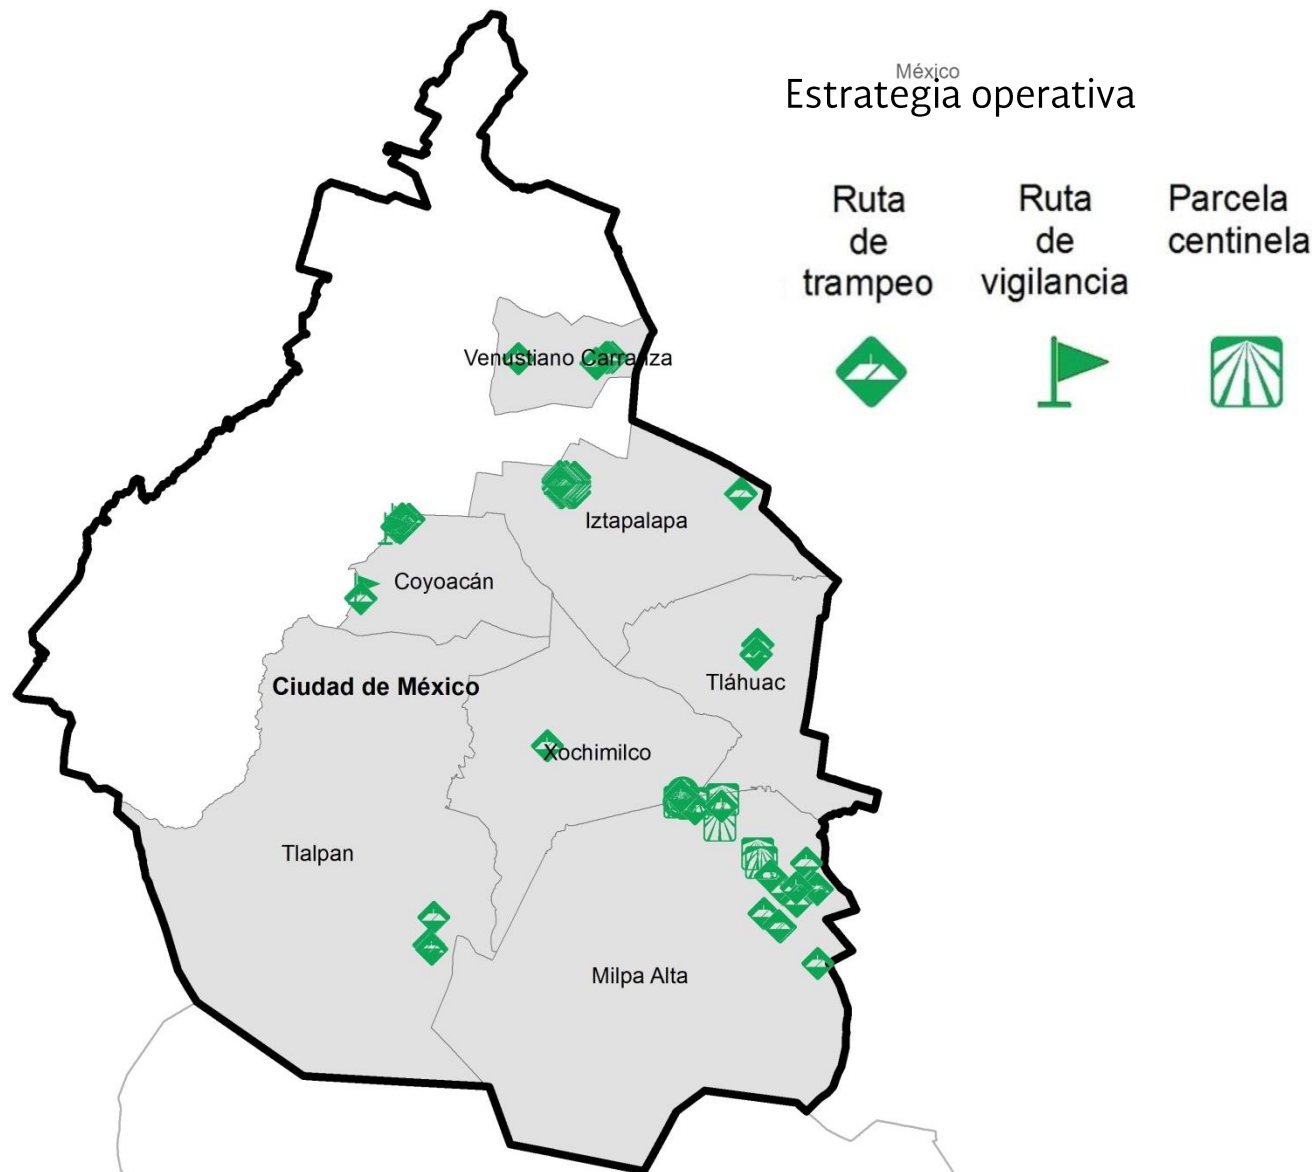 México
Estrategia operativa
Ruta
de
trampeo
Ruta
de
vigilancia
Parcela
centinela
Venustiano Carranza
Iztapalapa
Coyoacán
Ciudad de México
Tláhuac
Xochimilco
Tlalpan
Milpa Alta